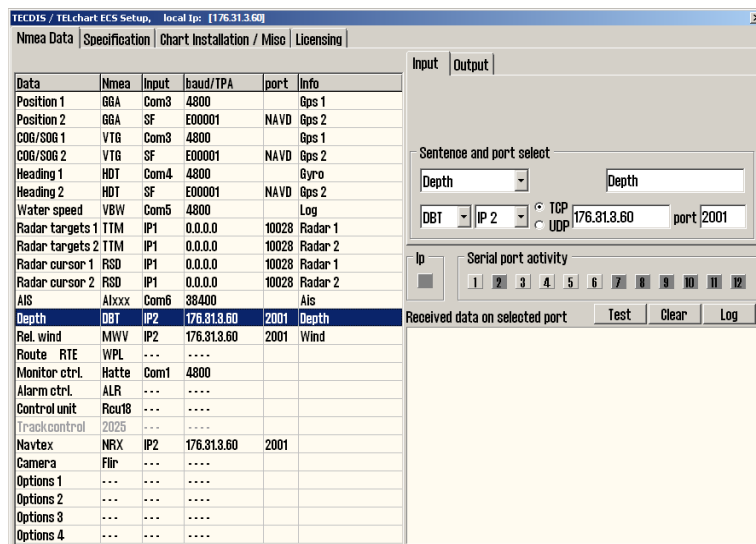 TECDIS / TELchart ECS Setup, local Ip: [176.31.3.60]
Nmea Data Specification Chart Installation / Misc Licensing
Data Nmea Input baud/TPA port Info
Position 1 GGA Com3 4800 Gps 1
Position 2 GGA SF E00001 NAVD Gps 2
COG/SOG 1 VTG Com3 4800 Gps 1
COG/SOG 2 VTG SF E00001 NAVD Gps 2
Heading 1 HDT Com4 4800 Gyro
Heading 2 HDT SF E00001 NAVD Gps 2
Water speed VBW Com5 4800 Log
Radar targets 1 TTM IP1 0.0.0.0 10028 Radar 1
Radar targets 2 TTM IP1 0.0.0.0 10028 Radar 2
Radar cursor 1 RSD IP1 0.0.0.0 10028 Radar 1
Radar cursor 2 RSD IP1 0.0.0.0 10028 Radar 2
AIS AIxxx Com6 38400 Ais
Depth DBT IP2 176.31.3.60 2001 Depth
Rel. wind MWV IP2 176.31.3.60 2001 Wind
Route RTE WPL --- ----
Monitor ctrl. Hatte Com1 4800
Alarm ctrl. ALR --- ----
Control unit Rcu18 --- ----
Trackcontrol 2025 --- ----
Navtex NRX IP2 176.31.3.60 2001
Camera Flir --- ----
Options 1 --- --- ----
Options 2 --- --- ----
Options 3 --- --- ----
Options 4 --- --- ----
Input Output
Sentence and port select
Depth Depth
DBT IP 2 TCP UDP 176.31.3.60 port 2001
Ip Serial port activity
1 2 3 4 5 6 7 8 9 10 11 12
Received data on selected port Test Clear Log